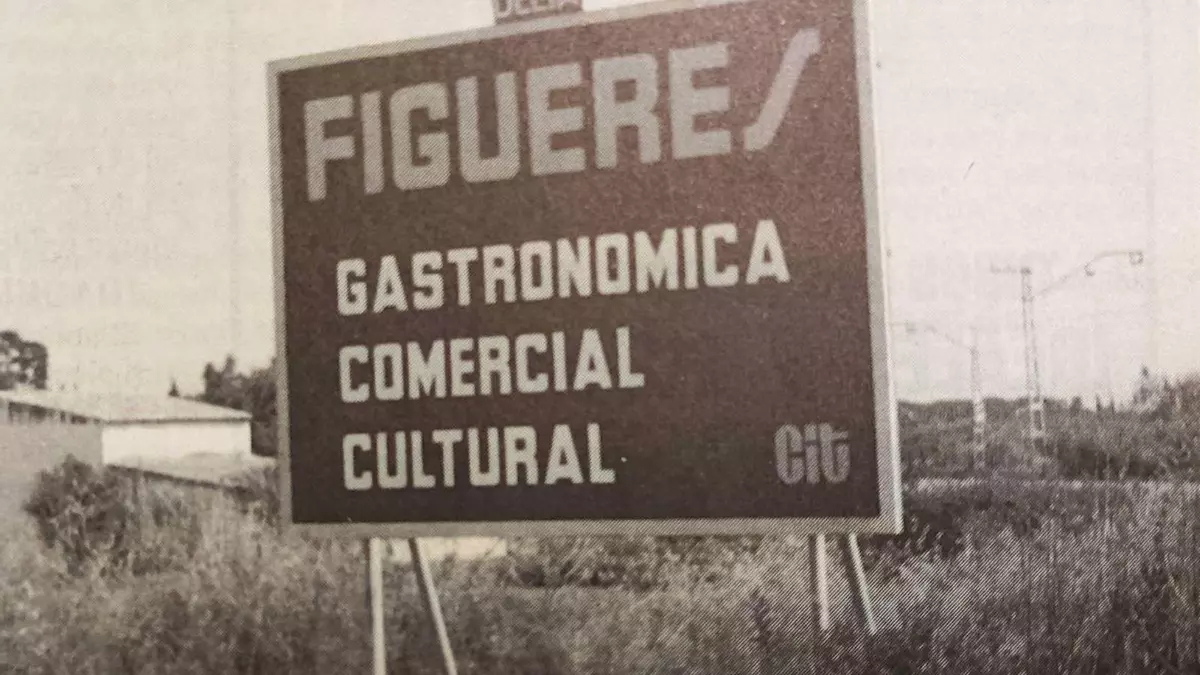 FIGUERES
GASTRONOMICA
COMERCIAL
CULTURAL
cit